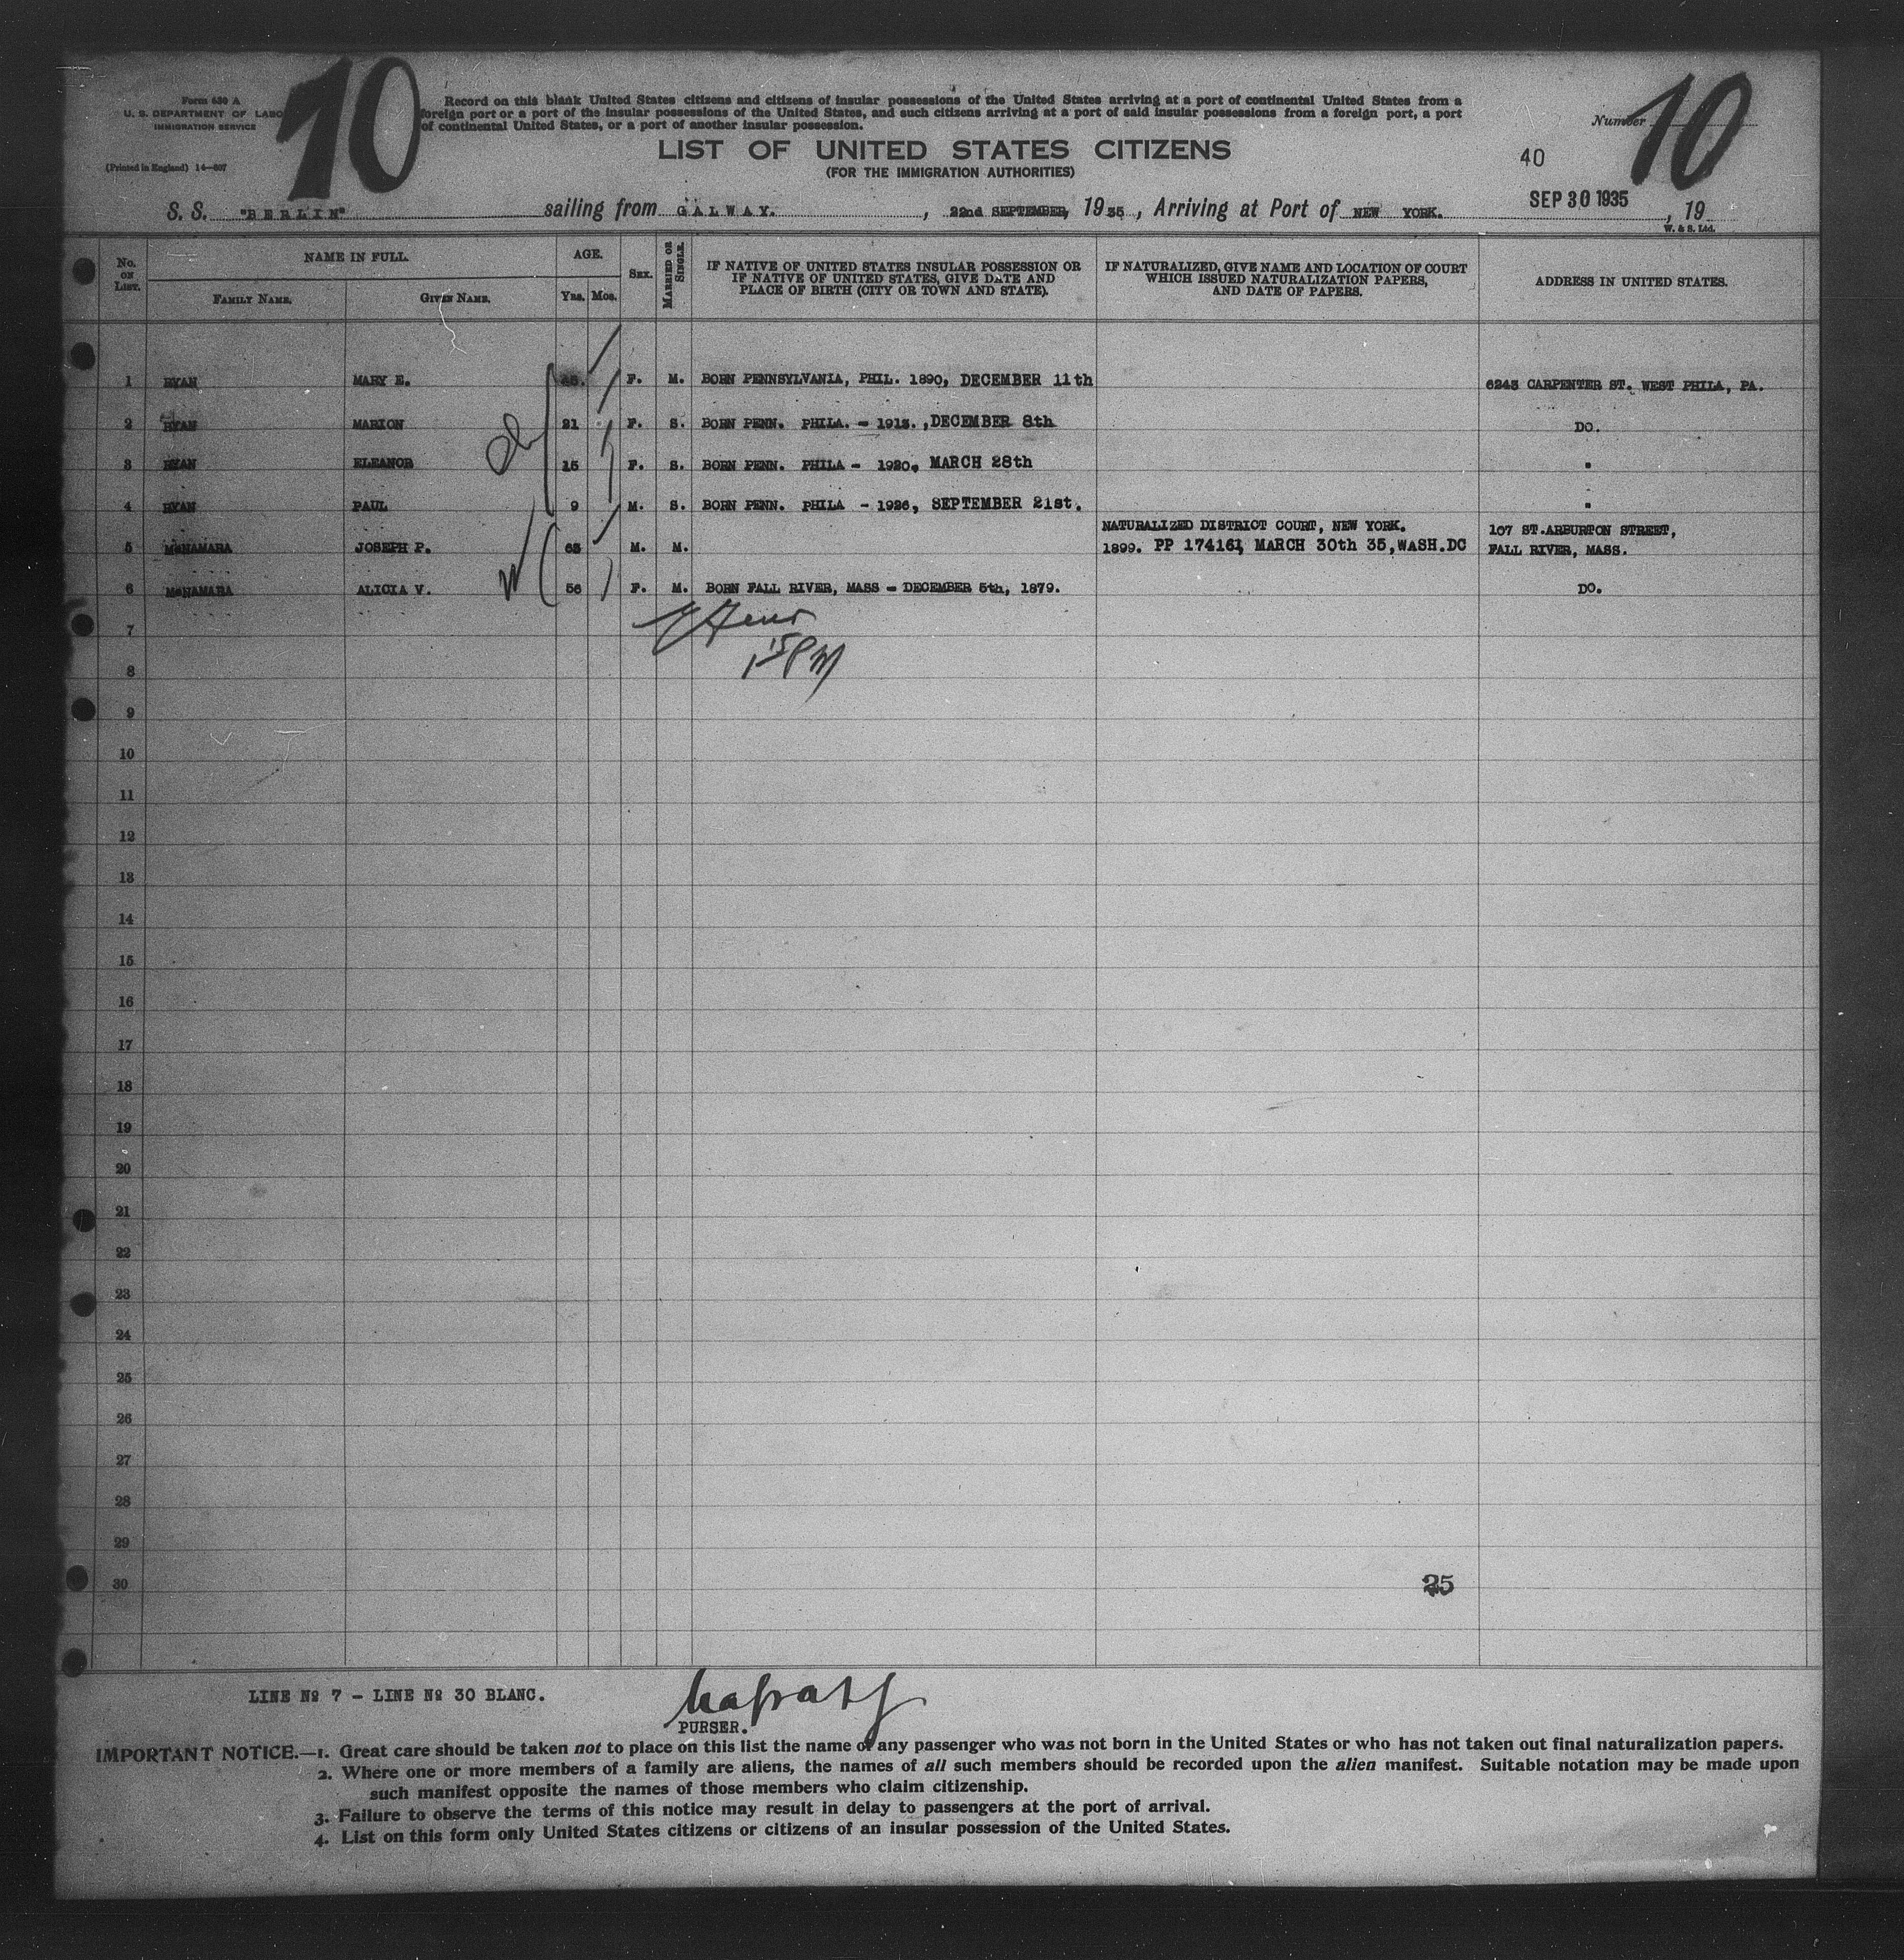 Form 630 A
U. S. DEPARTMENT OF LABO
IMMIGRATION SERVICE
(Printed in England) 14—607
10
Record on this blank United States citizens and citizens of insular possessions of the United States arriving at a port of continental United States from a
foreign port or a port of the insular possessions of the United States, and such citizens arriving at a port of said insular possessions from a foreign port, a port
of continental United States, or a port of another insular possession.
Number 10
LIST OF UNITED STATES CITIZENS
(FOR THE IMMIGRATION AUTHORITIES)
40
S. S. "BERLIN" sailing from GALWAY. , 22nd SEPTEMBER, 1935, Arriving at Port of NEW YORK. SEP 30 1935 , 19
W. & S. Ltd.
No. ON LIST. NAME IN FULL. AGE. SEX. MARRIED OR SINGLE. IF NATIVE OF UNITED STATES INSULAR POSSESSION OR IF NATIVE OF UNITED STATES, GIVE DATE AND PLACE OF BIRTH (CITY OR TOWN AND STATE). IF NATURALIZED, GIVE NAME AND LOCATION OF COURT WHICH ISSUED NATURALIZATION PAPERS, AND DATE OF PAPERS. ADDRESS IN UNITED STATES.
FAMILY NAME. GIVEN NAME. Yrs. Mos.
1 RYAN MARY E. F. M. BORN PENNSYLVANIA, PHIL. 1890, DECEMBER 11th 6243 CARPENTER ST. WEST PHILA, PA.
2 RYAN MARION 21 F. S. BORN PENN. PHILA. - 1913. , DECEMBER 8th DO.
3 RYAN ELEANOR 15 F. S. BORN PENN. PHILA - 1920, MARCH 28th "
4 RYAN PAUL 9 M. S. BORN PENN. PHILA - 1926, SEPTEMBER 21st. "
NATURALIZED DISTRICT COURT, NEW YORK. 107 ST.ARBURTON STREET,
5 McNAMARA JOSEPH P. 63 M. M. 1899. PP 174161, MARCH 30th 35,WASH.DC FALL RIVER, MASS.
6 McNAMARA ALICIA V. 56 F. M. BORN FALL RIVER, MASS - DECEMBER 5th, 1879. DO.
7
15 PM
8
9
10
11
12
13
14
15
16
17
18
19
20
21
22
23
24
25
26
27
28
29
30 25
LINE No 7 - LINE No 30 BLANC.
PURSER.
IMPORTANT NOTICE.—1. Great care should be taken not to place on this list the name of any passenger who was not born in the United States or who has not taken out final naturalization papers.
2. Where one or more members of a family are aliens, the names of all such members should be recorded upon the alien manifest. Suitable notation may be made upon
such manifest opposite the names of those members who claim citizenship.
3. Failure to observe the terms of this notice may result in delay to passengers at the port of arrival.
4. List on this form only United States citizens or citizens of an insular possession of the United States.